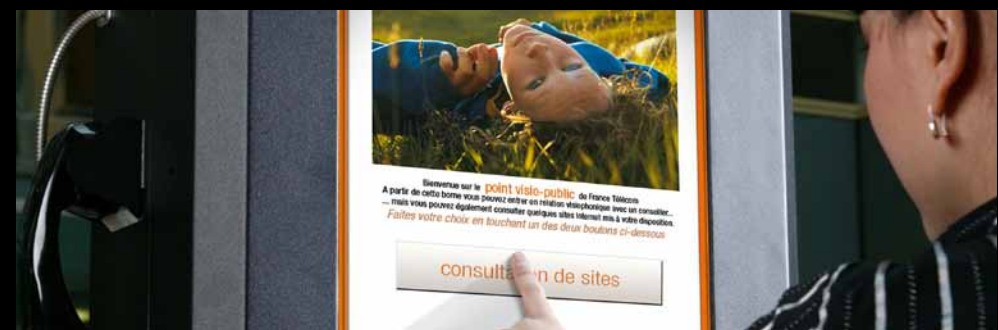 Bienvenue sur le point visio-public de France Télécom
A partir de cette borne vous pouvez entrer en relation visiophonique avec un conseiller...
... mais vous pouvez également consulter quelques sites Internet mis à votre disposition.
Faites votre choix en touchant un des deux boutons ci-dessous
consultation de sites